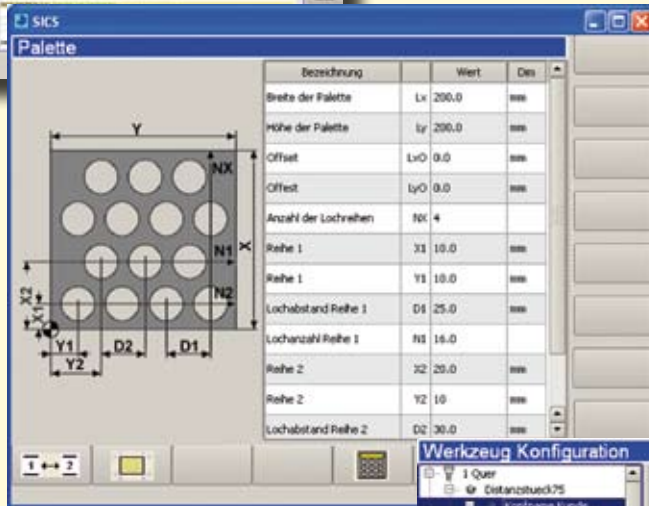 SICS
Palette
Y
NX
X
N1
N2
X2
X1
Y1
D2
D1
Y2
Bezeichnung Wert
Breite der Palette Lx 200.0 mm
Höhe der Palette Ly 200.0 mm
Offset LxO 0.0 mm
Offest LyO 0.0 mm
Anzahl der Lochreihen NX 4
Reihe 1 X1 10.0 mm
Reihe 1 Y1 10.0 mm
Lochabstand Reihe 1 D1 25.0 mm
Lochanzahl Reihe 1 N1 16.0
Reihe 2 X2 20.0 mm
Reihe 2 Y2 10 mm
Lochabstand Reihe 2 D2 30.0 mm
1 ↔ 2
Werkzeug Konfiguration
1 Quer
Distanzstueck75